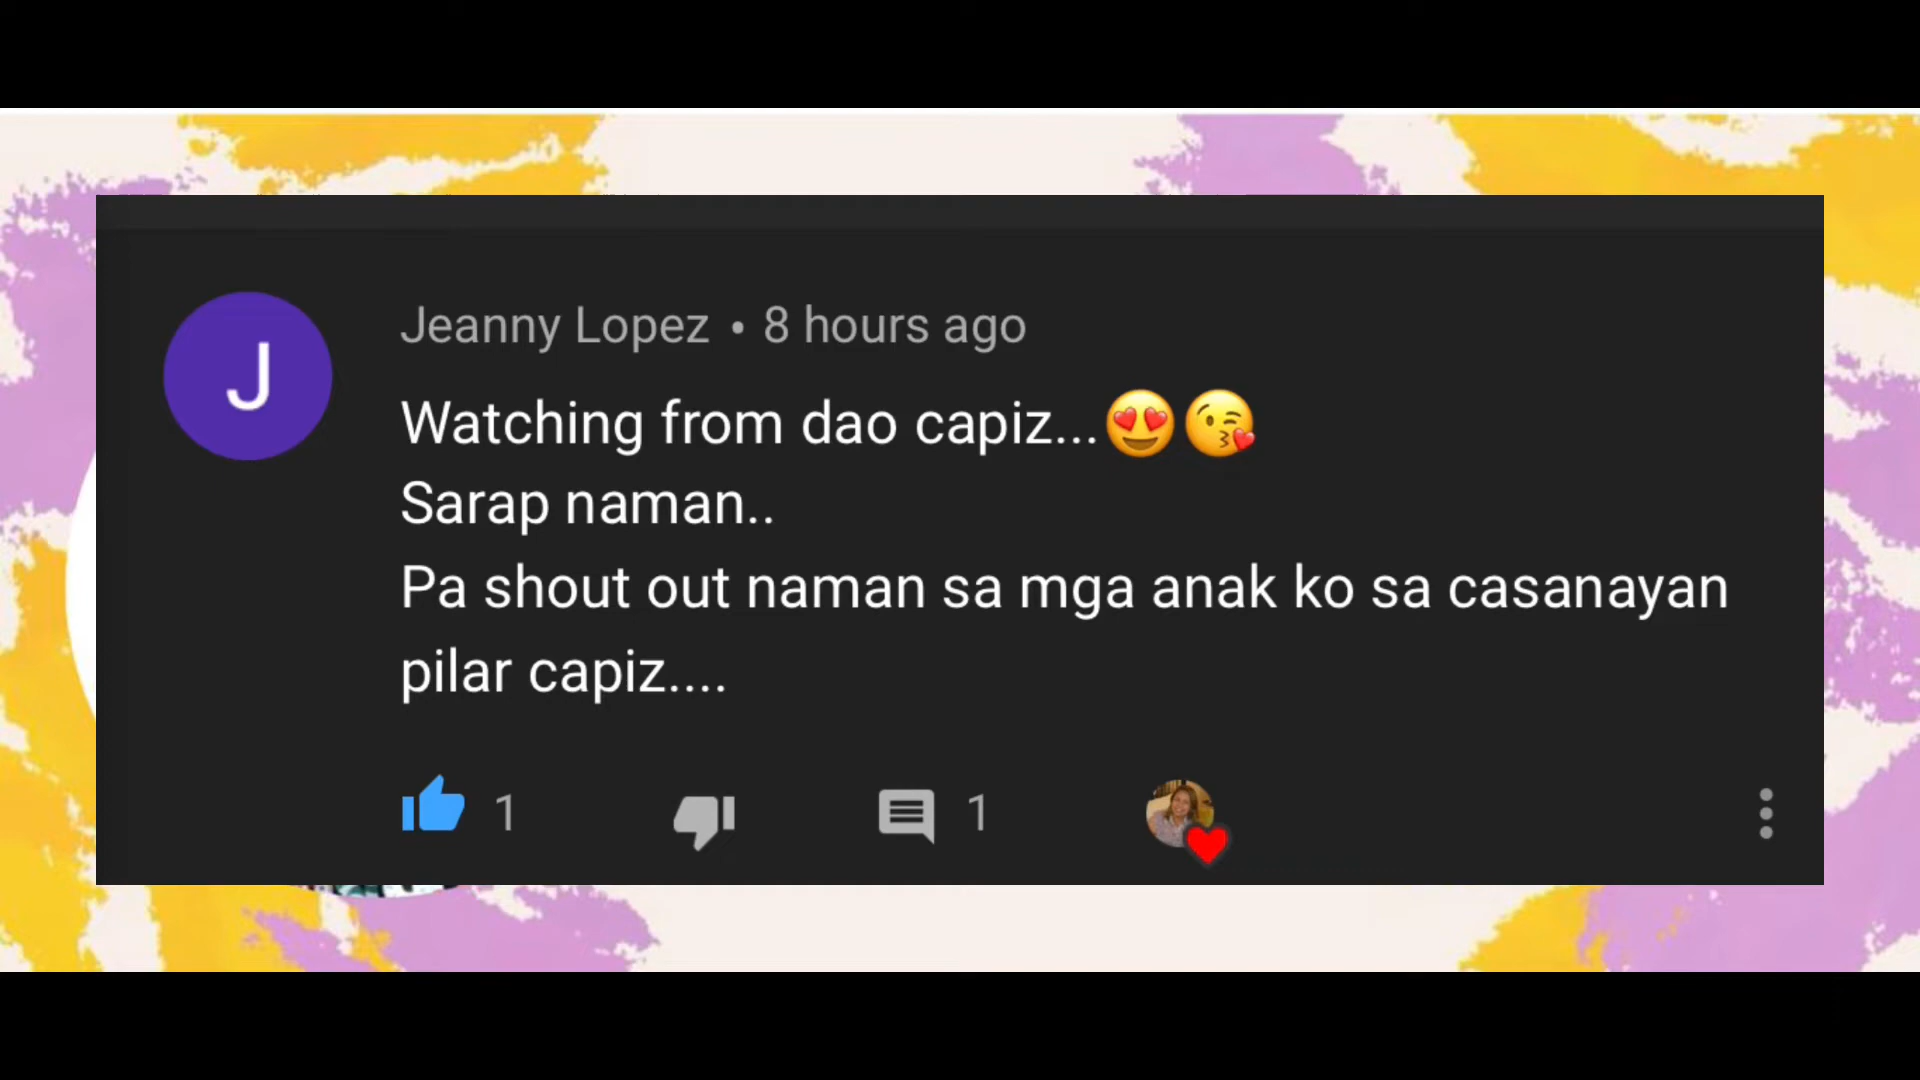 J
Jeanny Lopez • 8 hours ago
Watching from dao capiz...😍😘
Sarap naman..
Pa shout out naman sa mga anak ko sa casanayan
pilar capiz....
1 1